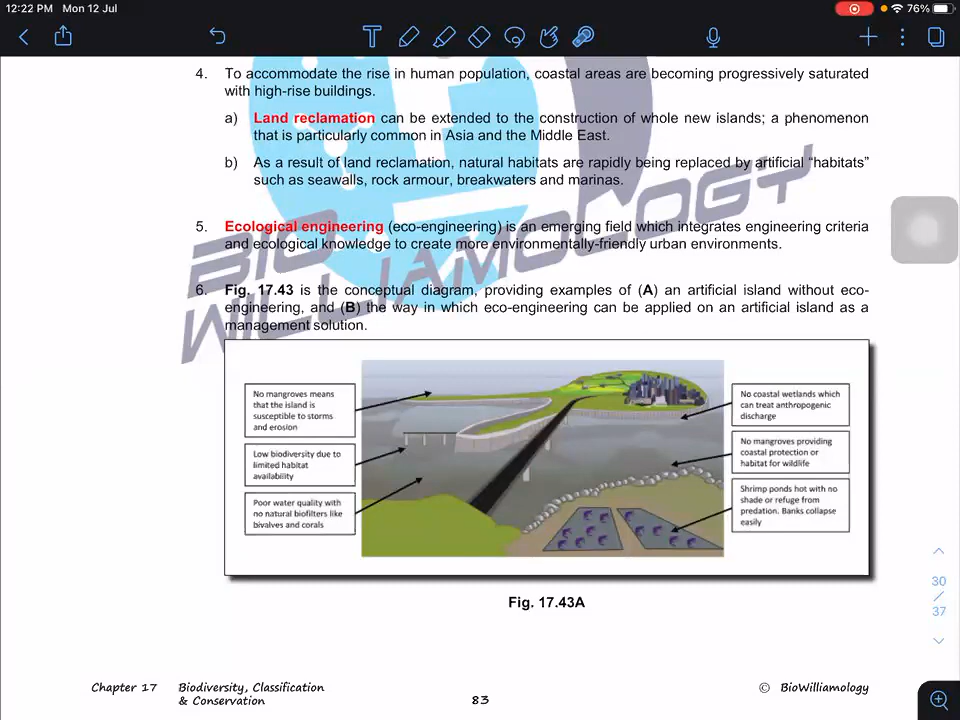 12:22 PM Mon 12 Jul 76%
4. To accommodate the rise in human population, coastal areas are becoming progressively saturated
with high-rise buildings.
a) Land reclamation can be extended to the construction of whole new islands; a phenomenon
that is particularly common in Asia and the Middle East.
b) As a result of land reclamation, natural habitats are rapidly being replaced by artificial “habitats”
such as seawalls, rock armour, breakwaters and marinas.
BIO
WILLIAMOLOGY
5. Ecological engineering (eco-engineering) is an emerging field which integrates engineering criteria
and ecological knowledge to create more environmentally-friendly urban environments.
6. Fig. 17.43 is the conceptual diagram, providing examples of (A) an artificial island without eco-
engineering, and (B) the way in which eco-engineering can be applied on an artificial island as a
management solution.
No mangroves means
that the island is
susceptible to storms
and erosion
Low biodiversity due to
limited habitat
availability
Poor water quality with
no natural biofilters like
bivalves and corals
No coastal wetlands which
can treat anthropogenic
discharge
No mangroves providing
coastal protection or
habitat for wildlife
Shrimp ponds hot with no
shade or refuge from
predation. Banks collapse
easily
Fig. 17.43A
30
/
37
Chapter 17 Biodiversity, Classification
& Conservation
83
© BioWilliamology